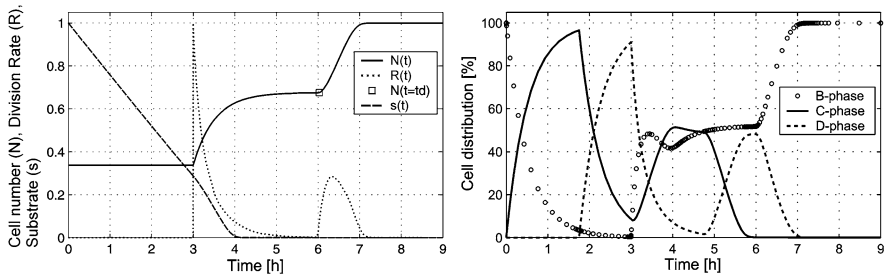 Cell number (N), Division Rate (R),
Substrate (s)
1
0.8
0.6
0.4
0.2
0
0 1 2 3 4 5 6 7 8 9
Time [h]
N(t)
R(t)
N(t=td)
s(t)
Cell distribution [%]
100
80
60
40
20
0
0 1 2 3 4 5 6 7 8 9
Time [h]
B-phase
C-phase
D-phase